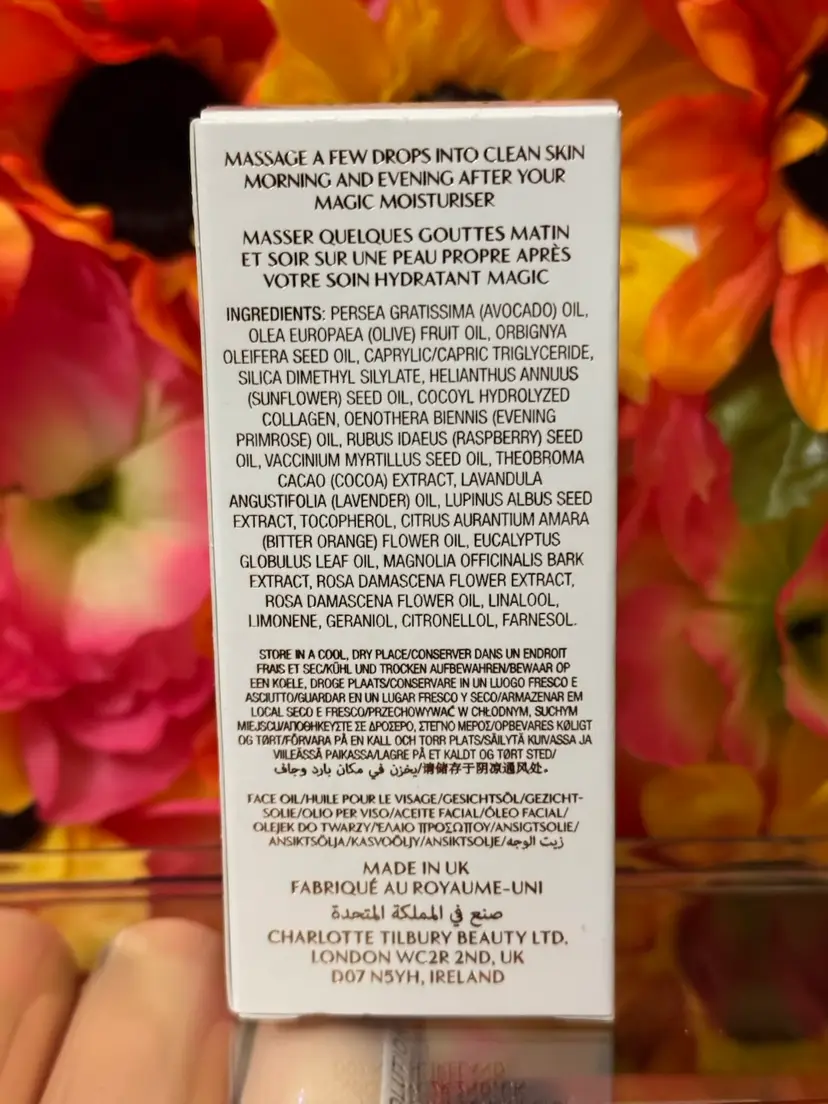 MASSAGE A FEW DROPS INTO CLEAN SKIN
MORNING AND EVENING AFTER YOUR
MAGIC MOISTURISER
MASSER QUELQUES GOUTTES MATIN
ET SOIR SUR UNE PEAU PROPRE APRÈS
VOTRE SOIN HYDRATANT MAGIC
INGREDIENTS: PERSEA GRATISSIMA (AVOCADO) OIL,
OLEA EUROPAEA (OLIVE) FRUIT OIL, ORBIGNYA
OLEIFERA SEED OIL, CAPRYLIC/CAPRIC TRIGLYCERIDE,
SILICA DIMETHYL SILYLATE, HELIANTHUS ANNUUS
(SUNFLOWER) SEED OIL, COCOYL HYDROLYZED
COLLAGEN, OENOTHERA BIENNIS (EVENING
PRIMROSE) OIL, RUBUS IDAEUS (RASPBERRY) SEED
OIL, VACCINIUM MYRTILLUS SEED OIL, THEOBROMA
CACAO (COCOA) EXTRACT, LAVANDULA
ANGUSTIFOLIA (LAVENDER) OIL, LUPINUS ALBUS SEED
EXTRACT, TOCOPHEROL, CITRUS AURANTIUM AMARA
(BITTER ORANGE) FLOWER OIL, EUCALYPTUS
GLOBULUS LEAF OIL, MAGNOLIA OFFICINALIS BARK
EXTRACT, ROSA DAMASCENA FLOWER EXTRACT,
ROSA DAMASCENA FLOWER OIL, LINALOOL,
LIMONENE, GERANIOL, CITRONELLOL, FARNESOL.
STORE IN A COOL, DRY PLACE/CONSERVER DANS UN ENDROIT
FRAIS ET SEC/KÜHL UND TROCKEN AUFBEWAHREN/BEWAAR OP
EEN KOELE, DROGE PLAATS/CONSERVARE IN UN LUOGO FRESCO E
ASCIUTTO/GUARDAR EN UN LUGAR FRESCO Y SECO/ARMAZENAR EM
LOCAL SECO E FRESCO/PRZECHOWYWAĆ W CHŁODNYM, SUCHYM
MIEJSCU/ΑΠΟΘΗΚΕΥΣΤΕ ΣΕ ΔΡΟΣΕΡΟ, ΣΤΕΓΝΟ ΜΕΡΟΣ/OPBEVARES KØLIGT
OG TØRT/FÖRVARA PÅ EN KALL OCH TORR PLATS/SÄILYTÄ KUIVASSA JA
VIILEÄSSÄ PAIKASSA/LAGRE PÅ ET KALDT OG TØRT STED/
يخزن في مكان بارد وجاف/请储存于阴凉通风处。
FACE OIL/HUILE POUR LE VISAGE/GESICHTSÖL/GEZICHT-
SOLIE/OLIO PER VISO/ACEITE FACIAL/ÓLEO FACIAL/
OLEJEK DO TWARZY/ΈΛΑΙΟ ΠΡΟΣΩΠΟΥ/ANSIGTSOLIE/
ANSIKTSOLJA/KASVOÖLJY/ANSIKTSOLJE/زيت الوجه
MADE IN UK
FABRIQUÉ AU ROYAUME-UNI
صنع في المملكة المتحدة
CHARLOTTE TILBURY BEAUTY LTD.
LONDON WC2R 2ND, UK
D07 N5YH, IRELAND